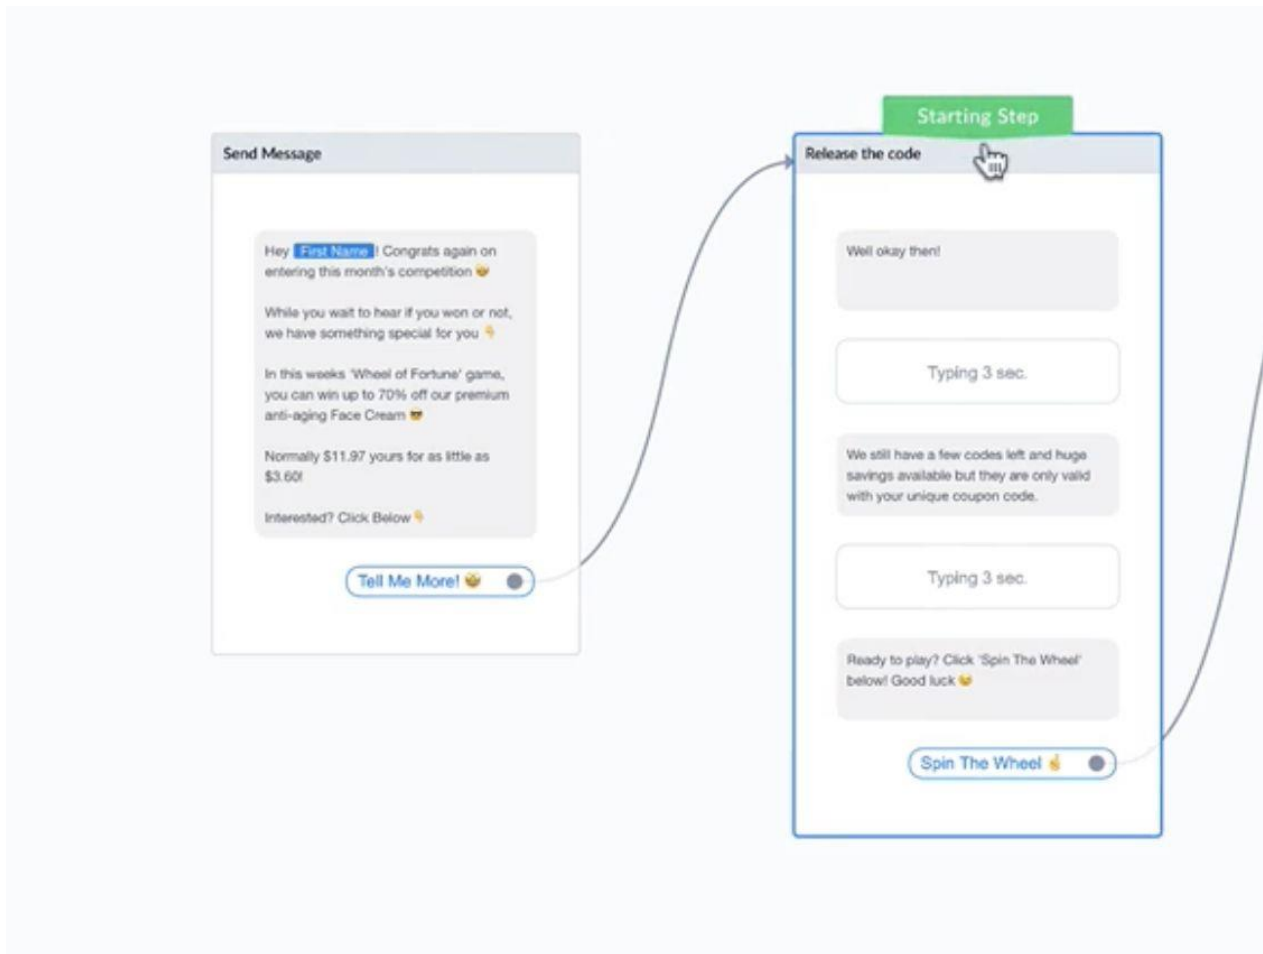 Send Message
Hey First Name ! Congrats again on
entering this month's competition 🤓
While you wait to hear if you won or not,
we have something special for you 👇
In this weeks 'Wheel of Fortune' game,
you can win up to 70% off our premium
anti-aging Face Cream 😎
Normally $11.97 yours for as little as
$3.60!
Interested? Click Below 👇
Tell Me More! 🤓
Starting Step
Release the code
Well okay then!
Typing 3 sec.
We still have a few codes left and huge
savings available but they are only valid
with your unique coupon code.
Typing 3 sec.
Ready to play? Click 'Spin The Wheel'
below! Good luck 😉
Spin The Wheel ☝️